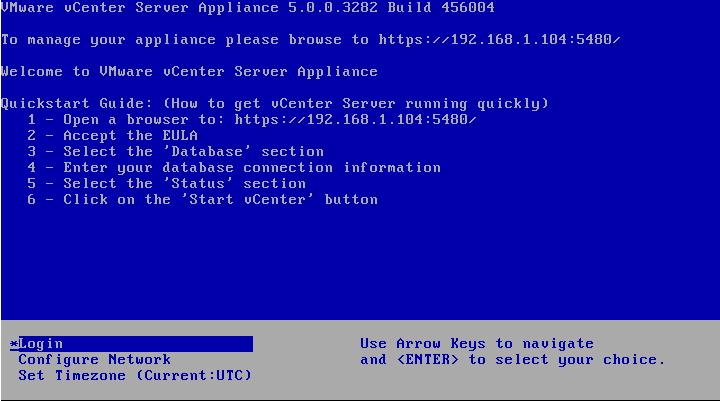 VMware vCenter Server Appliance 5.0.0.3282 Build 456004
To manage your appliance please browse to https://192.168.1.104:5480/
Welcome to VMware vCenter Server Appliance
Quickstart Guide: (How to get vCenter Server running quickly)
1 - Open a browser to: https://192.168.1.104:5480/
2 - Accept the EULA
3 - Select the 'Database' section
4 - Enter your database connection information
5 - Select the 'Status' section
6 - Click on the 'Start vCenter' button
*Login
Configure Network
Set Timezone (Current:UTC)
Use Arrow Keys to navigate
and <ENTER> to select your choice.